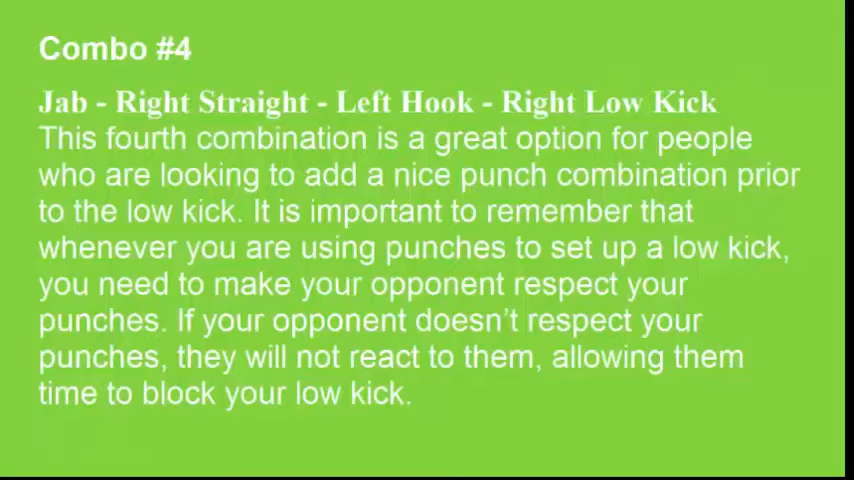 Combo #4
Jab - Right Straight - Left Hook - Right Low Kick
This fourth combination is a great option for people
who are looking to add a nice punch combination prior
to the low kick. It is important to remember that
whenever you are using punches to set up a low kick,
you need to make your opponent respect your
punches. If your opponent doesn’t respect your
punches, they will not react to them, allowing them
time to block your low kick.